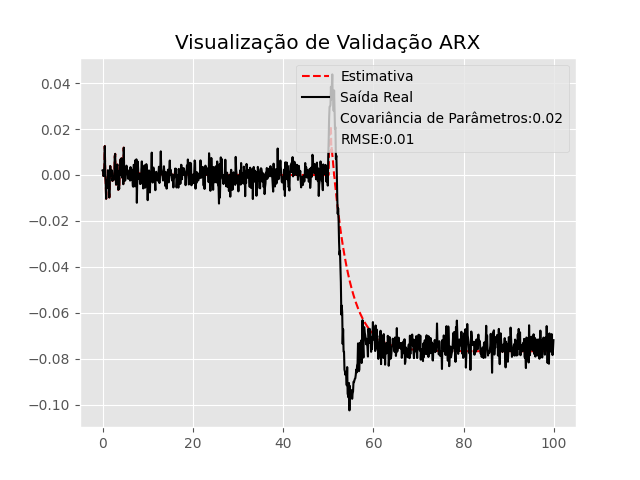 Visualização de Validação ARX
Estimativa
Saída Real
Covariância de Parâmetros:0.02
RMSE:0.01
0.04
0.02
0.00
−0.02
−0.04
−0.06
−0.08
−0.10
0 20 40 60 80 100